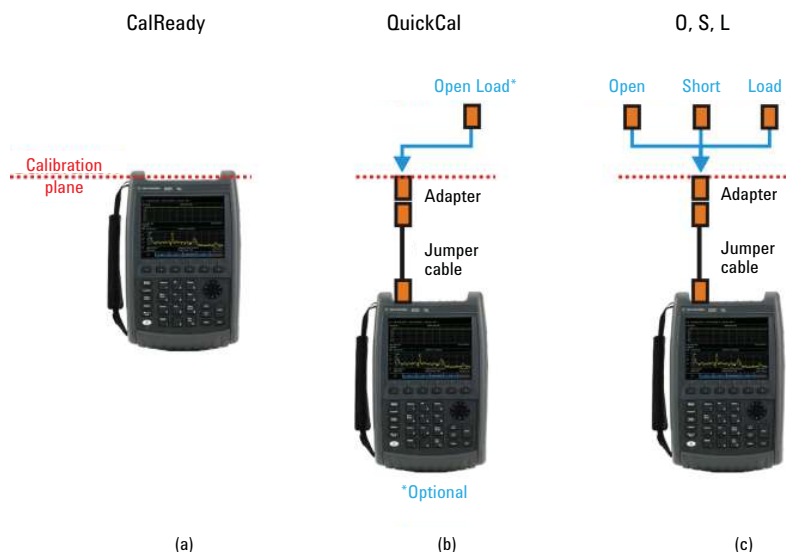 CalReady
QuickCal
O, S, L
Open Load*
Open
Short
Load
Calibration
plane
Adapter
Jumper
cable
Adapter
Jumper
cable
*Optional
(a)
(b)
(c)